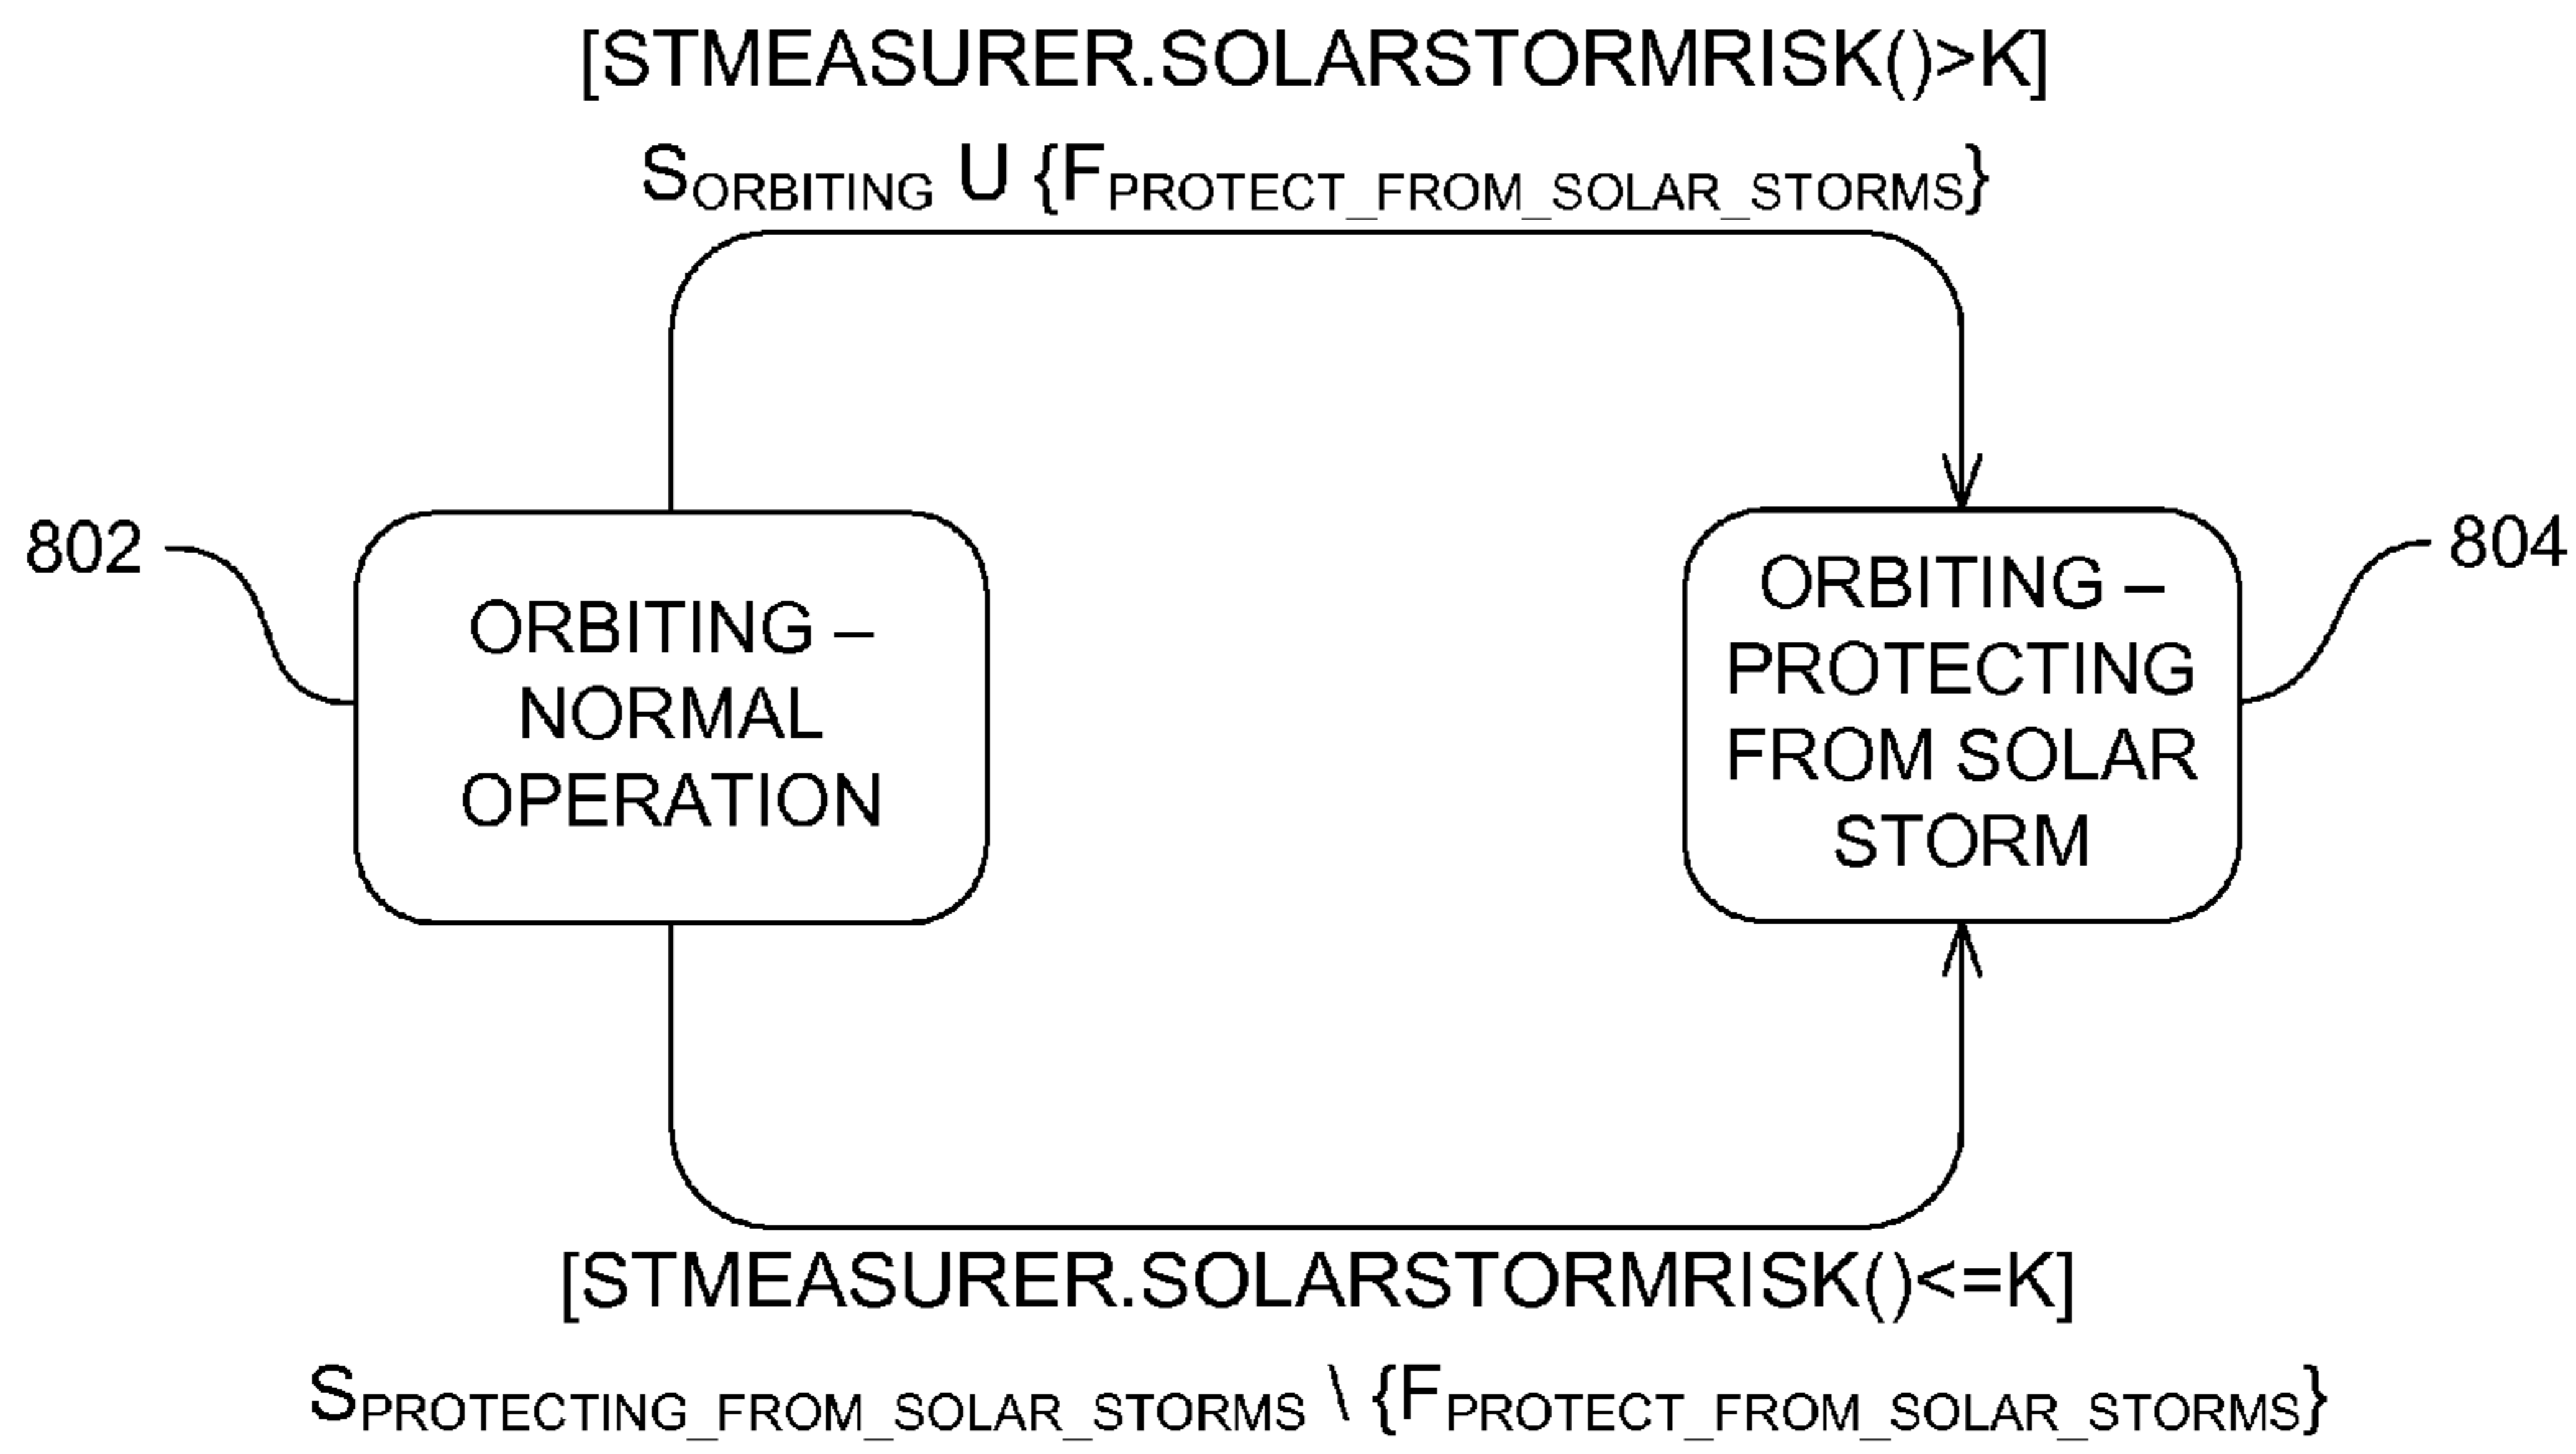 [STMEASURER.SOLARSTORMRISK()>K]
SORBITING U {FPROTECT_FROM_SOLAR_STORMS}
802
ORBITING –
NORMAL
OPERATION
ORBITING –
PROTECTING
FROM SOLAR
STORM
804
[STMEASURER.SOLARSTORMRISK()<=K]
SPROTECTING_FROM_SOLAR_STORMS \ {FPROTECT_FROM_SOLAR_STORMS}